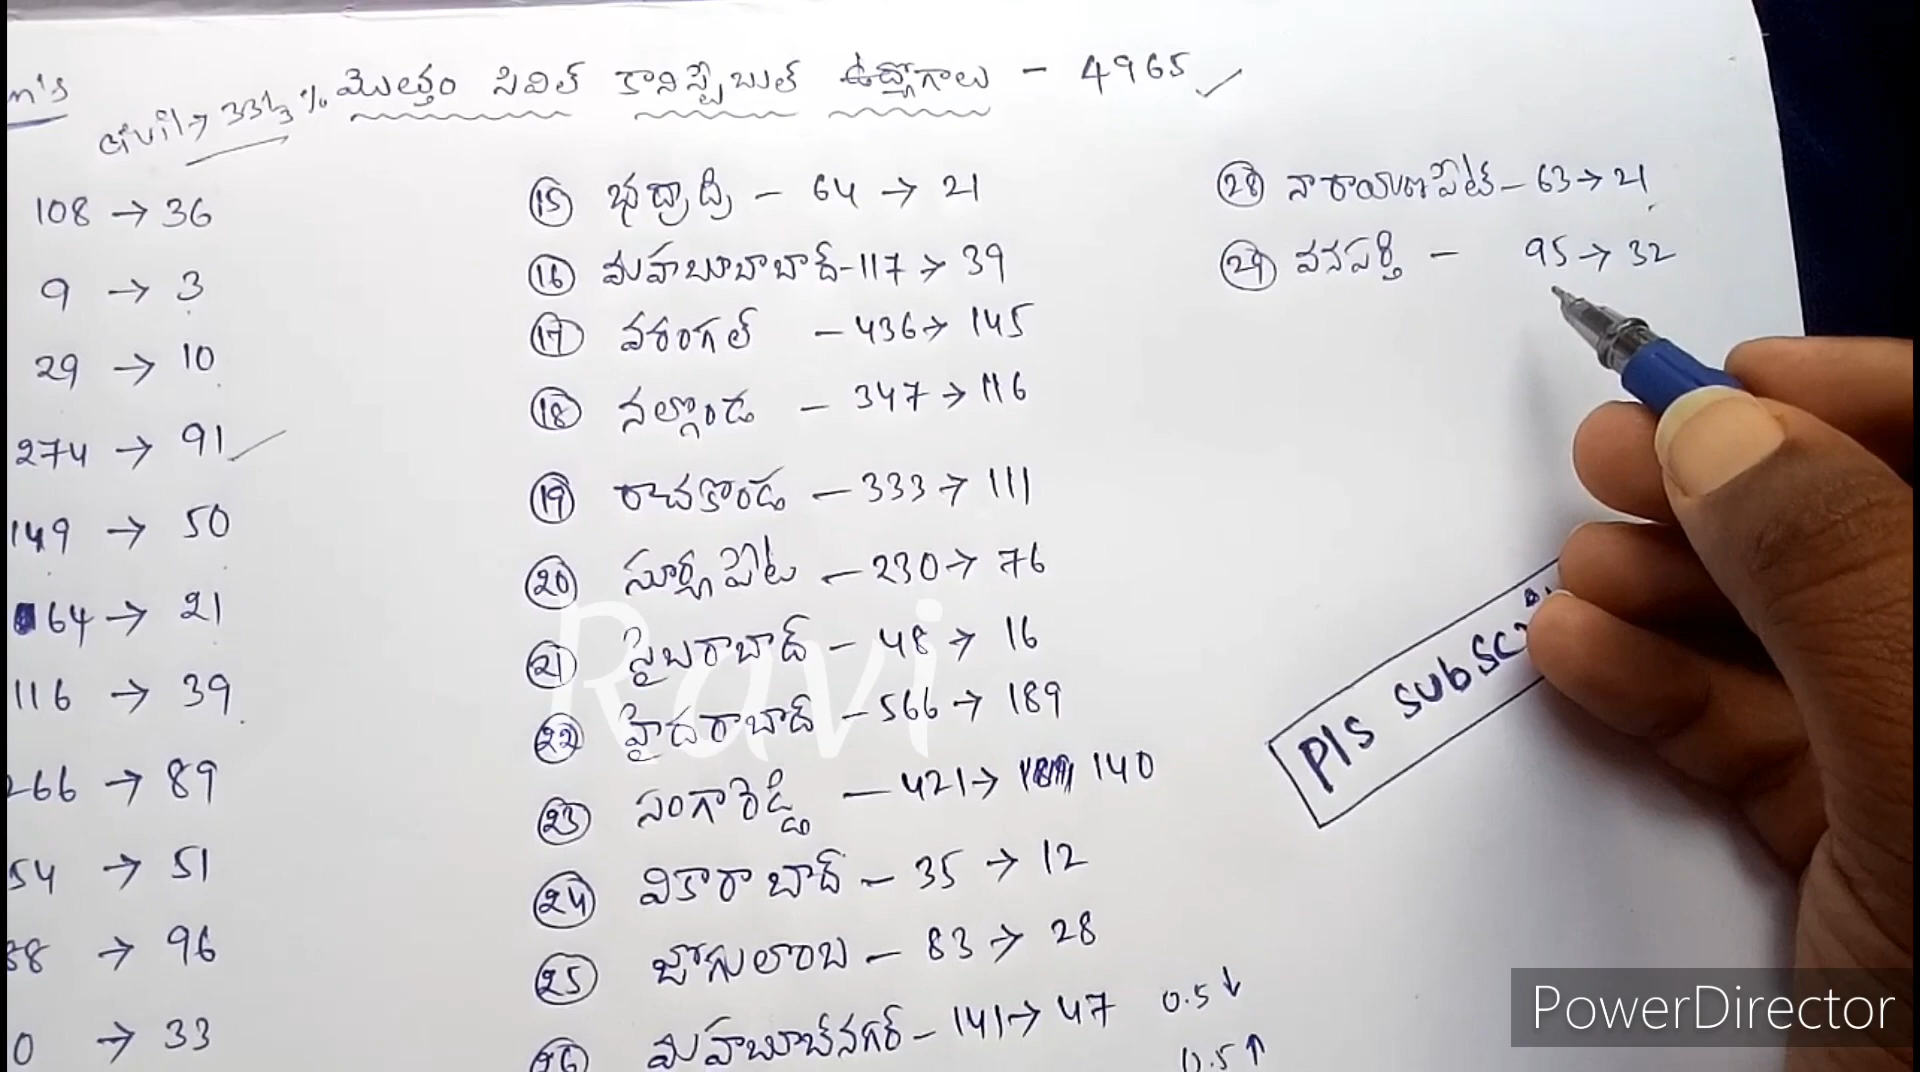 మొత్తం సివిల్ కానిస్టేబుల్ ఉద్యోగాలు - 4965 ✓
civil → 33⅓ %
108 → 36
9 → 3
29 → 10
274 → 91 ✓
149 → 50
64 → 21
116 → 39
266 → 89
54 → 51
88 → 96
0 → 33
15 భద్రాద్రి - 64 → 21
16 మహబూబాబాద్ - 117 → 39
17 వరంగల్ - 436 → 145
18 నల్గొండ - 347 → 116
19 రాచకొండ - 333 → 111
20 సూర్యాపేట - 230 → 76
21 సైబరాబాద్ - 48 → 16
22 హైదరాబాద్ - 566 → 189
23 సంగారెడ్డి - 421 → 140
24 వికారాబాద్ - 35 → 12
25 జోగులాంబ - 83 → 28
26 మహబూబ్‌నగర్ - 141 → 47
0.5 ↓
0.5 ↑
28 నారాయణపేట్ - 63 → 21
29 వనపర్తి - 95 → 32
Pls
Ravi
PowerDirector